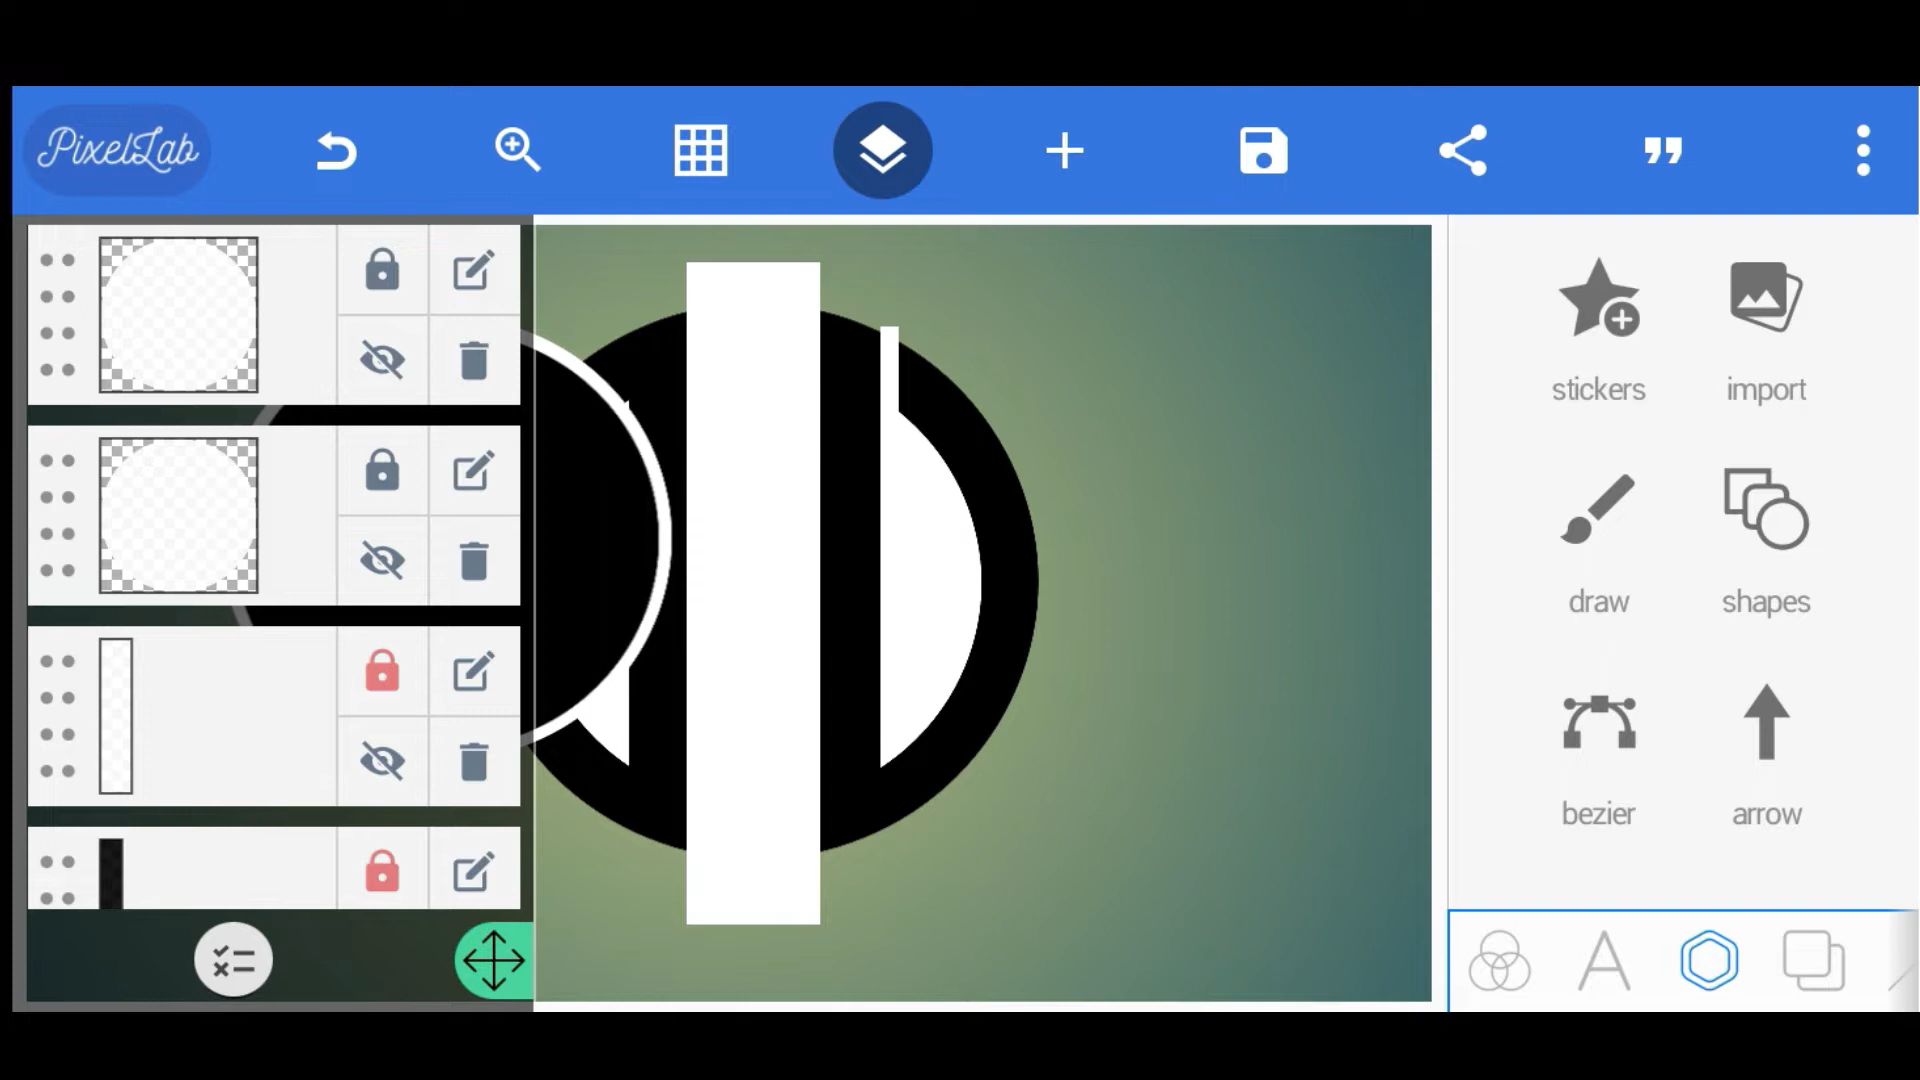 PixelLab
stickers
import
draw
shapes
bezier
arrow